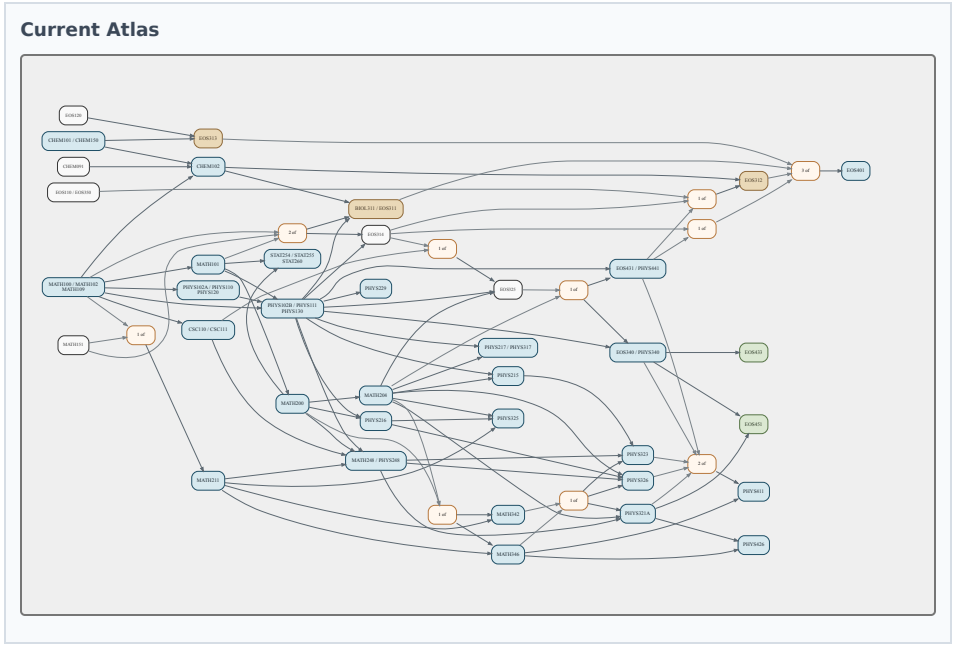 Current Atlas
EOS120
CHEM101 / CHEM150
EOS313
CHEM091
CHEM102
EOS110 / EOS350
3 of
EOS401
EOS312
1 of
BIOL311 / EOS311
2 of
1 of
MATH101
STAT254 / STAT255
STAT260
1 of
EOS431 / PHYS441
MATH100 / MATH102
MATH109
PHYS102A / PHYS110
PHYS120
PHYS229
EOS325
1 of
PHYS102B / PHYS111
PHYS130
CSC110 / CSC111
1 of
MATH151
PHYS217 / PHYS317
EOS340 / PHYS340
EOS433
PHYS215
MATH200
MATH204
PHYS216
PHYS325
EOS451
MATH248 / PHYS248
PHYS323
2 of
PHYS326
MATH211
PHYS411
1 of
MATH342
1 of
PHYS321A
MATH346
PHYS426